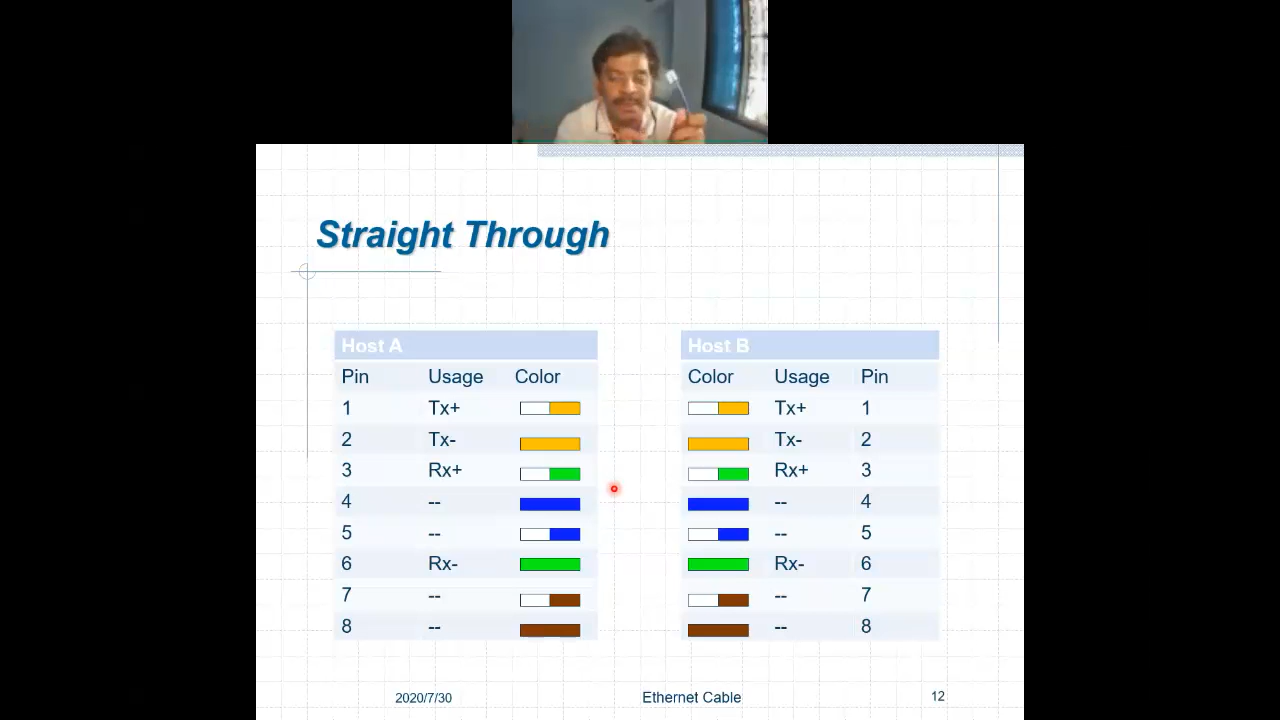 Straight Through
Host A Host B
Pin Usage Color Color Usage Pin
1 Tx+ Tx+ 1
2 Tx- Tx- 2
3 Rx+ Rx+ 3
4 -- -- 4
5 -- -- 5
6 Rx- Rx- 6
7 -- -- 7
8 -- -- 8
2020/7/30 Ethernet Cable 12